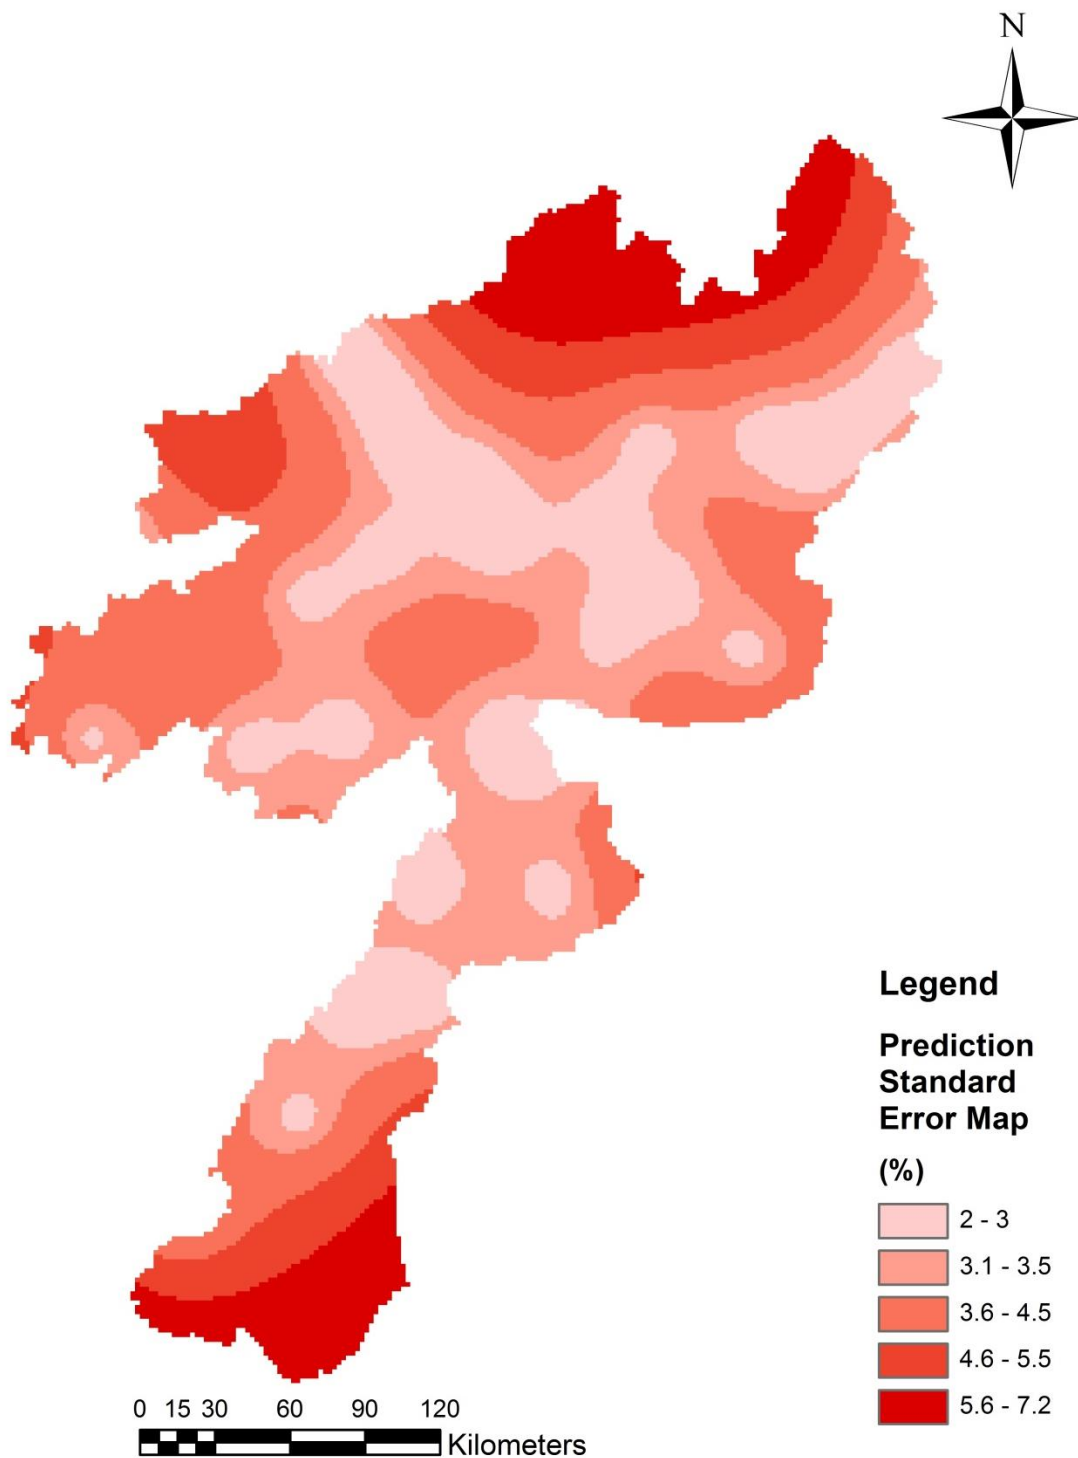 N
Legend
Prediction
Standard
Error Map
(%)
2 - 3
3.1 - 3.5
3.6 - 4.5
4.6 - 5.5
5.6 - 7.2
0 15 30 60 90 120
Kilometers